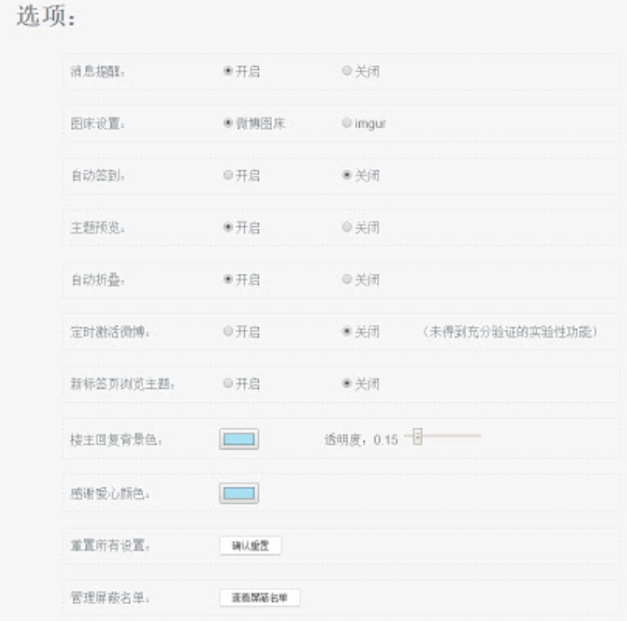 选项：
消息提醒： 开启 关闭
图床设置： 微博图床 imgur
自动签到： 开启 关闭
主题预览： 开启 关闭
自动折叠： 开启 关闭
定时激活微博： 开启 关闭 （未得到充分验证的实验性功能）
新标签页浏览主题： 开启 关闭
楼主回复背景色： 透明度：0.15
感谢爱心颜色：
重置所有设置： 确认重置
管理屏蔽名单： 查看屏蔽名单